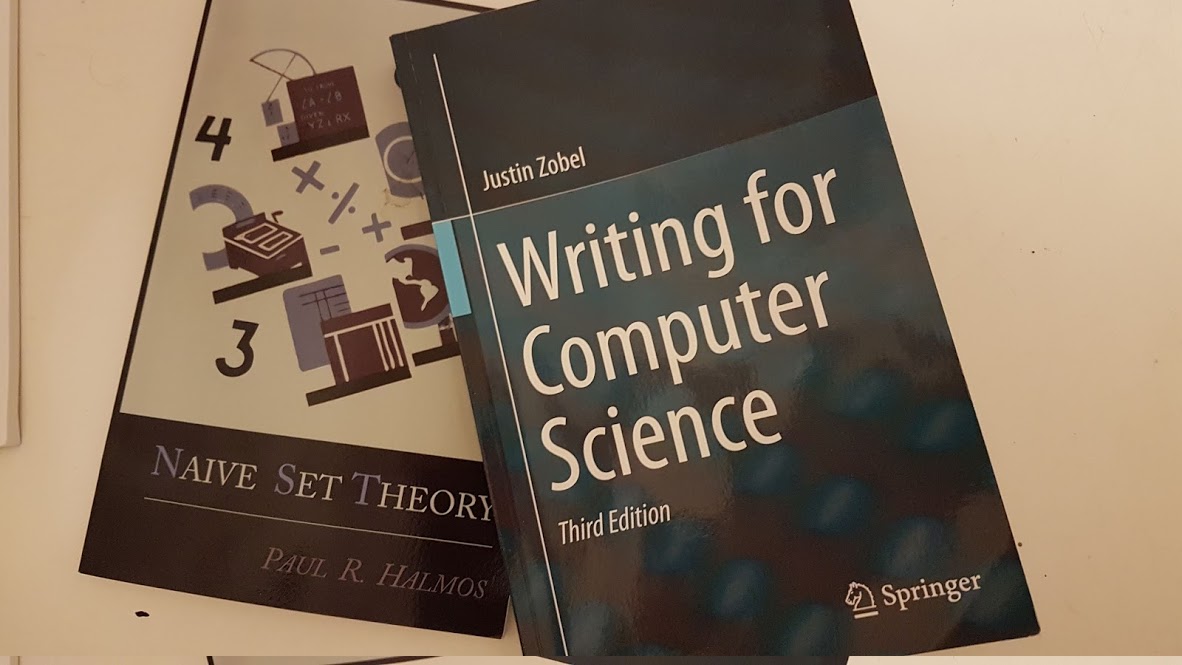 4
3
NAIVE SET THEORY
PAUL R. HALMOS
Justin Zobel
Writing for
Computer
Science
Third Edition
Springer